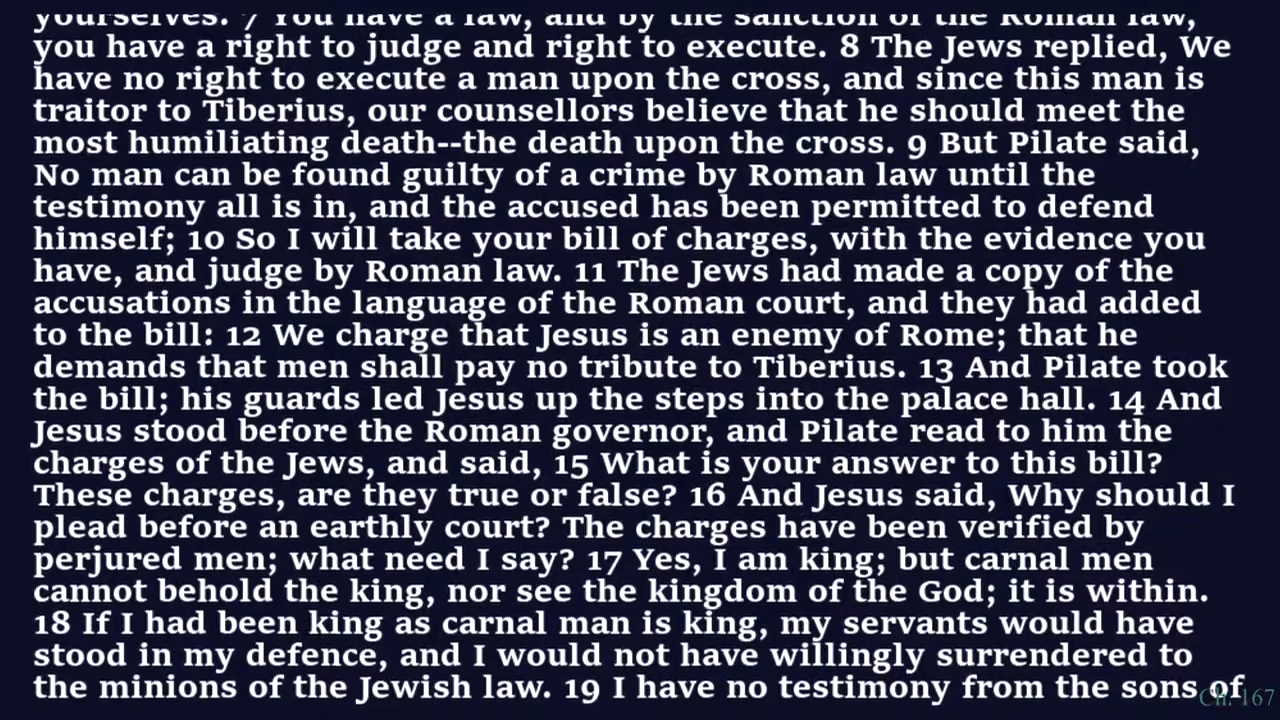 yourselves. 7 You have a law, and by the sanction of the Roman law,
you have a right to judge and right to execute. 8 The Jews replied, We
have no right to execute a man upon the cross, and since this man is
traitor to Tiberius, our counsellors believe that he should meet the
most humiliating death--the death upon the cross. 9 But Pilate said,
No man can be found guilty of a crime by Roman law until the
testimony all is in, and the accused has been permitted to defend
himself; 10 So I will take your bill of charges, with the evidence you
have, and judge by Roman law. 11 The Jews had made a copy of the
accusations in the language of the Roman court, and they had added
to the bill: 12 We charge that Jesus is an enemy of Rome; that he
demands that men shall pay no tribute to Tiberius. 13 And Pilate took
the bill; his guards led Jesus up the steps into the palace hall. 14 And
Jesus stood before the Roman governor, and Pilate read to him the
charges of the Jews, and said, 15 What is your answer to this bill?
These charges, are they true or false? 16 And Jesus said, Why should I
plead before an earthly court? The charges have been verified by
perjured men; what need I say? 17 Yes, I am king; but carnal men
cannot behold the king, nor see the kingdom of the God; it is within.
18 If I had been king as carnal man is king, my servants would have
stood in my defence, and I would not have willingly surrendered to
the minions of the Jewish law. 19 I have no testimony from the sons of
Ch. 167